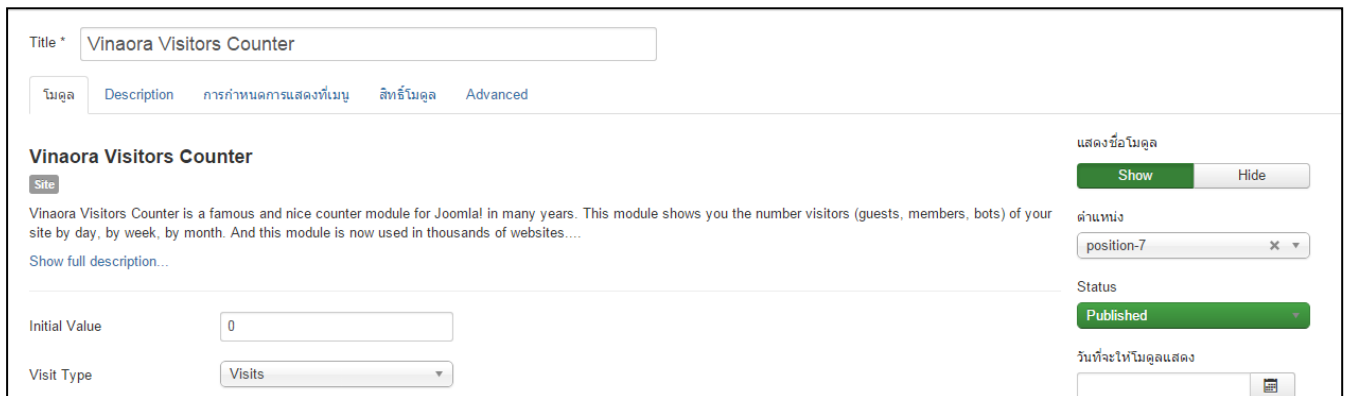 Title * Vinaora Visitors Counter
โมดูล Description การกำหนดการแสดงที่เมนู สิทธิ์โมดูล Advanced
Vinaora Visitors Counter
Site
Vinaora Visitors Counter is a famous and nice counter module for Joomla! in many years. This module shows you the number visitors (guests, members, bots) of your
site by day, by week, by month. And this module is now used in thousands of websites....
Show full description...
Initial Value 0
Visit Type Visits
แสดงชื่อโมดูล
Show Hide
ตำแหน่ง
position-7
Status
Published
วันที่จะให้โมดูลแสดง